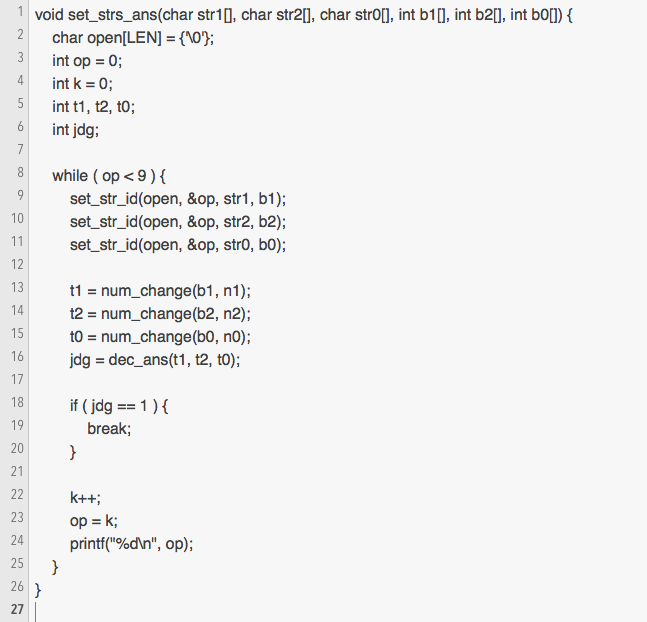 1 void set_strs_ans(char str1[], char str2[], char str0[], int b1[], int b2[], int b0[]) {
2 char open[LEN] = {'\0'};
3 int op = 0;
4 int k = 0;
5 int t1, t2, t0;
6 int jdg;
7
8 while ( op < 9 ) {
9 set_str_id(open, &op, str1, b1);
10 set_str_id(open, &op, str2, b2);
11 set_str_id(open, &op, str0, b0);
12
13 t1 = num_change(b1, n1);
14 t2 = num_change(b2, n2);
15 t0 = num_change(b0, n0);
16 jdg = dec_ans(t1, t2, t0);
17
18 if ( jdg == 1 ) {
19 break;
20 }
21
22 k++;
23 op = k;
24 printf("%d\n", op);
25 }
26 }
27